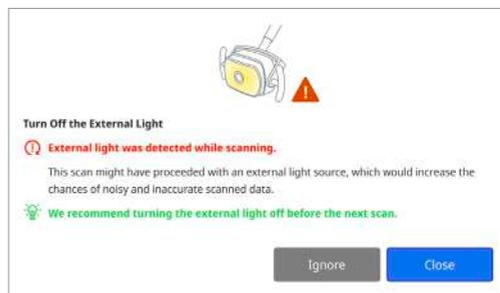 Turn Off the External Light
External light was detected while scanning.
This scan might have proceeded with an external light source, which would increase the
chances of noisy and inaccurate scanned data.
We recommend turning the external light off before the next scan.
Ignore
Close